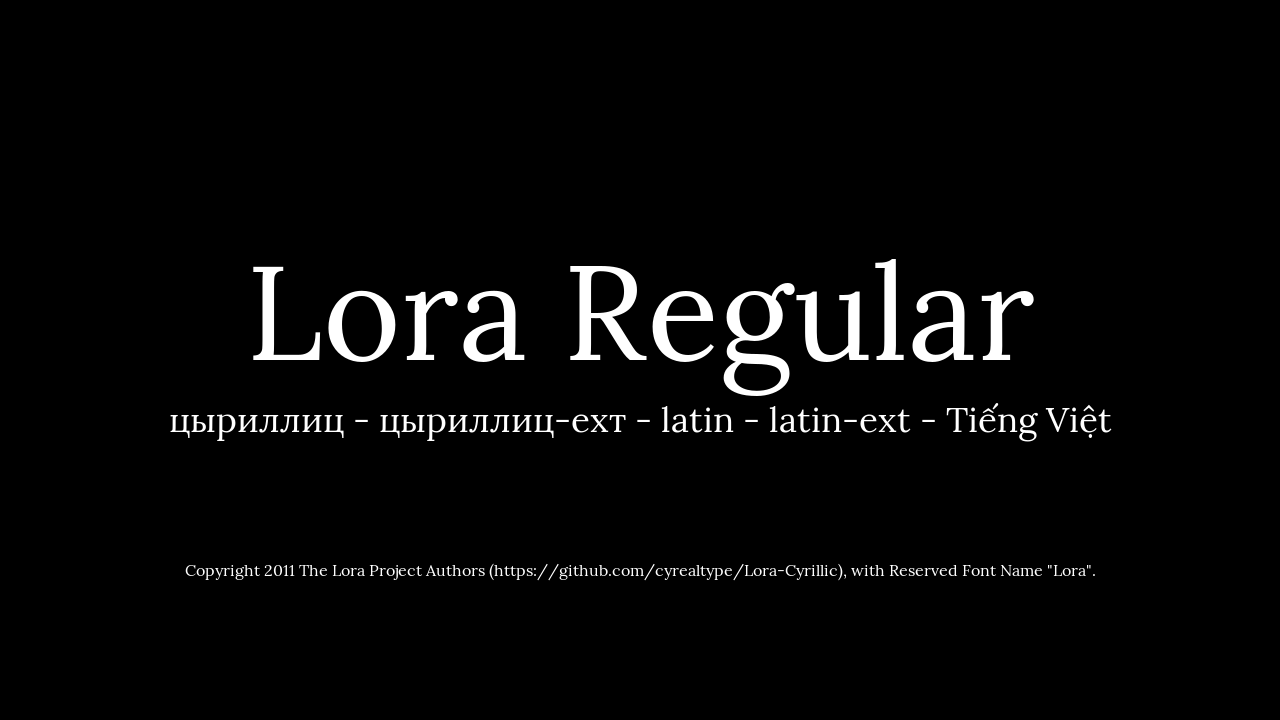 Lora Regular
цыриллиц - цыриллиц-ехт - latin - latin-ext - Tiếng Việt
Copyright 2011 The Lora Project Authors (https://github.com/cyrealtype/Lora-Cyrillic), with Reserved Font Name "Lora".